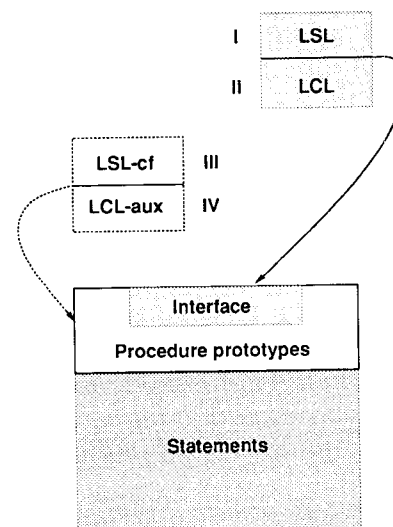 I LSL
II LCL
LSL-cf III
LCL-aux IV
Interface
Procedure prototypes
Statements